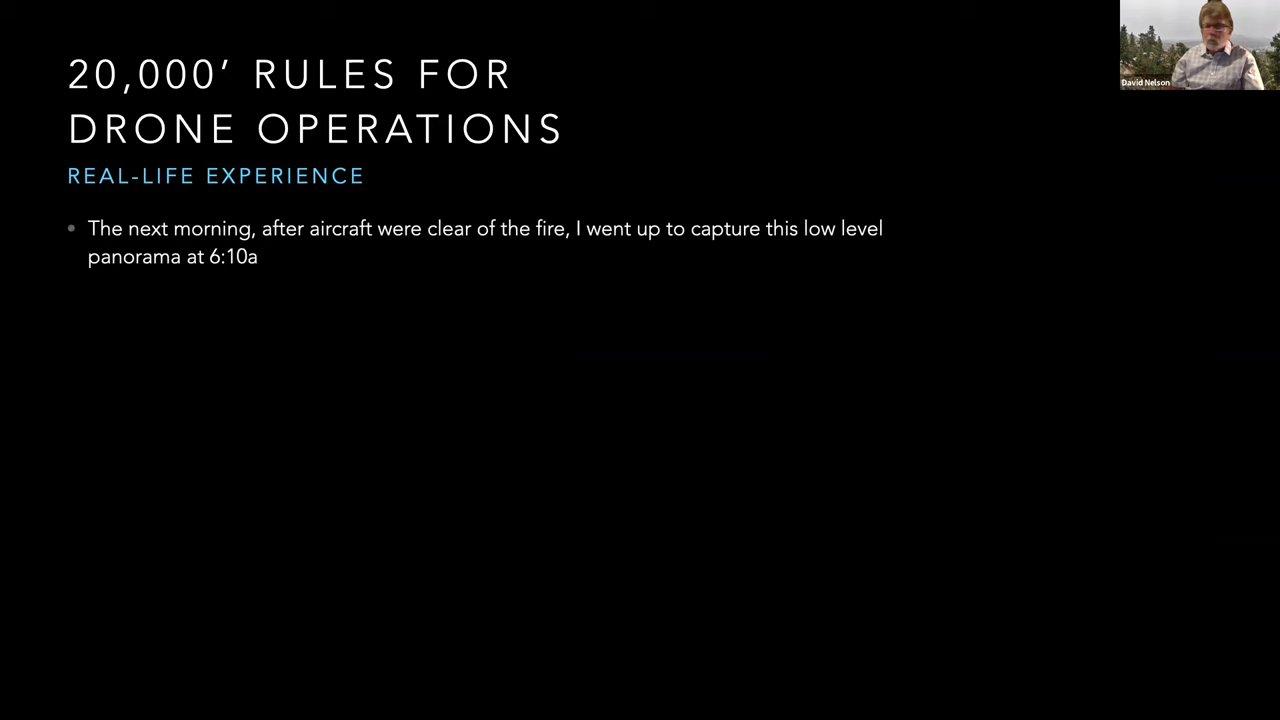 20,000’ RULES FOR
DRONE OPERATIONS
REAL-LIFE EXPERIENCE
• The next morning, after aircraft were clear of the fire, I went up to capture this low level
panorama at 6:10a
David Nelson